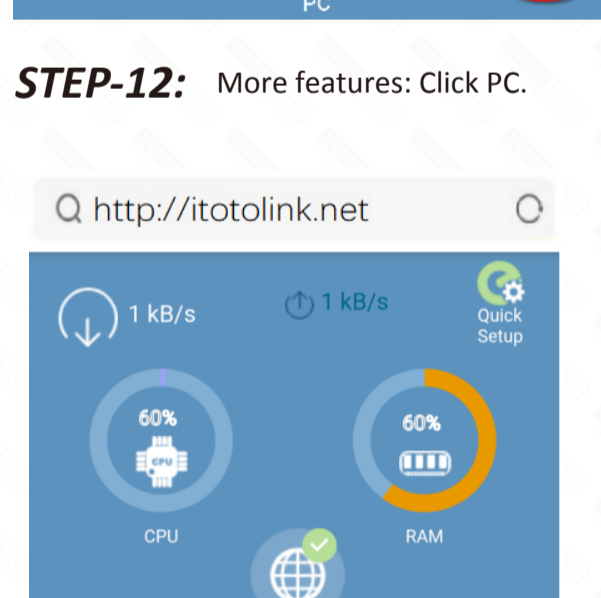 PC
STEP-12: More features: Click PC.
http://itotolink.net
1 kB/s
1 kB/s
Quick
Setup
60%
CPU
60%
CPU
RAM